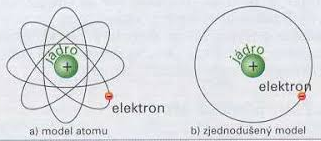 jádro
+
−
elektron
a) model atomu
jádro
+
elektron
−
b) zjednodušený model